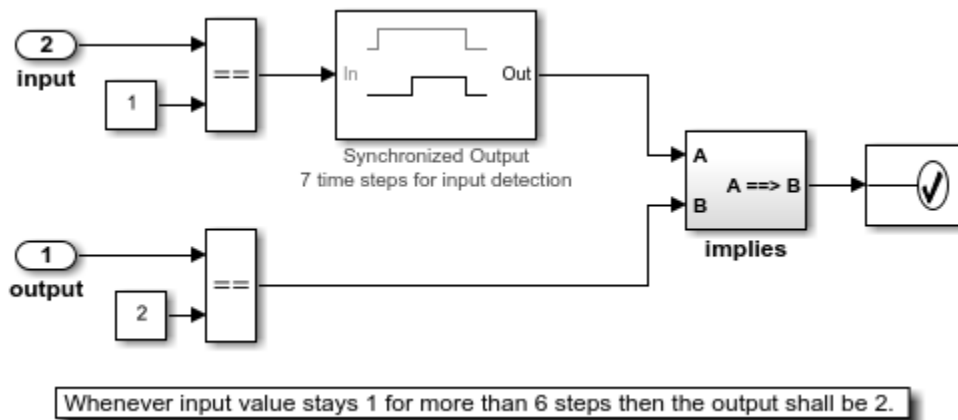 2
input
1
==
In
Out
Synchronized Output
7 time steps for input detection
A
B
A ==> B
implies
1
output
2
==
Whenever input value stays 1 for more than 6 steps then the output shall be 2.